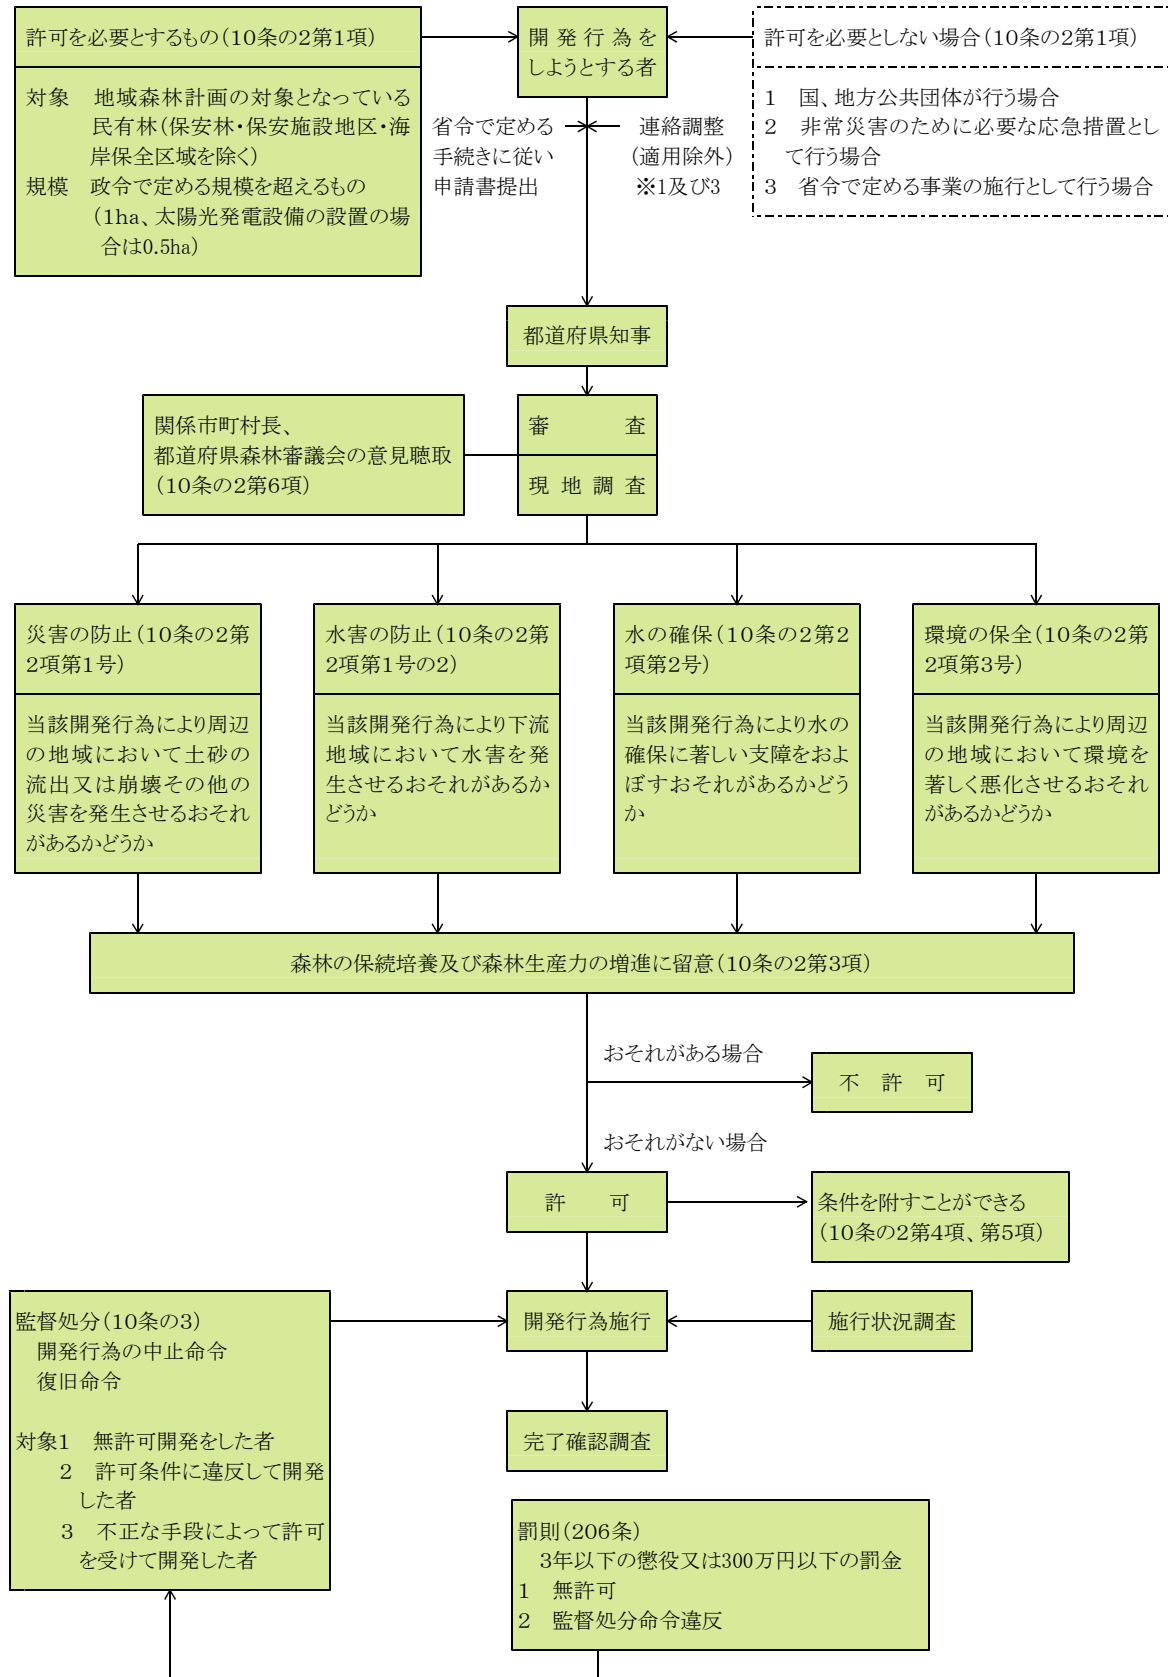 許可を必要とするもの(10条の2第1項)
対象 地域森林計画の対象となっている
民有林(保安林・保安施設地区・海
岸保全区域を除く)
規模 政令で定める規模を超えるもの
(1ha、太陽光発電設備の設置の場
合は0.5ha)
開発行為を
しようとする者
許可を必要としない場合(10条の2第1項)
1 国、地方公共団体が行う場合
2 非常災害のために必要な応急措置とし
て行う場合
3 省令で定める事業の施行として行う場合
省令で定める
手続きに従い
申請書提出
連絡調整
(適用除外)
※1及び3
都道府県知事
関係市町村長、
都道府県森林審議会の意見聴取
(10条の2第6項)
審査
現地調査
災害の防止(10条の2第
2項第1号)
当該開発行為により周辺
の地域において土砂の
流出又は崩壊その他の
災害を発生させるおそれ
があるかどうか
水害の防止(10条の2第
2項第1号の2)
当該開発行為により下流
地域において水害を発
生させるおそれがあるか
どうか
水の確保(10条の2第2
項第2号)
当該開発行為により水の
確保に著しい支障をおよ
ぼすおそれがあるかどう
か
環境の保全(10条の2第
2項第3号)
当該開発行為により周辺
の地域において環境を
著しく悪化させるおそれ
があるかどうか
森林の保続培養及び森林生産力の増進に留意(10条の2第3項)
おそれがある場合
不許可
おそれがない場合
許可
条件を附すことができる
(10条の2第4項、第5項)
監督処分(10条の3)
開発行為の中止命令
復旧命令
対象1 無許可開発をした者
2 許可条件に違反して開発
した者
3 不正な手段によって許可
を受けて開発した者
開発行為施行
施行状況調査
完了確認調査
罰則(206条)
3年以下の懲役又は300万円以下の罰金
1 無許可
2 監督処分命令違反